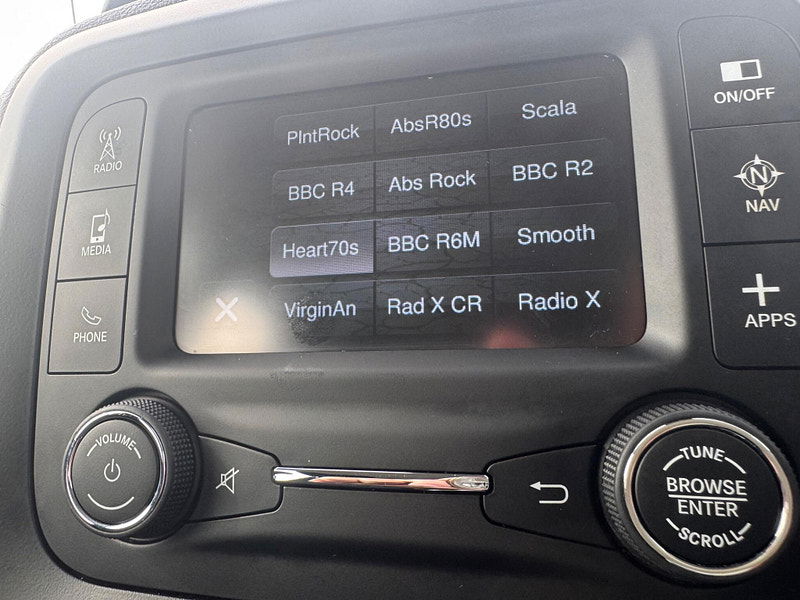 RADIO
MEDIA
PHONE
PlntRock AbsR80s Scala
BBC R4 Abs Rock BBC R2
Heart70s BBC R6M Smooth
VirginAn Rad X CR Radio X
ON/OFF
N
NAV
APPS
VOLUME
TUNE
BROWSE
ENTER
SCROLL